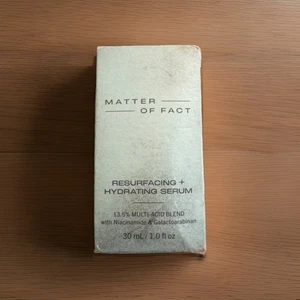 MATTER
OF FACT
RESURFACING +
HYDRATING SERUM
13.5% MULTI-ACID BLEND
with Niacinamide & Galactoarabinan
30 mL / 1.0 fl oz